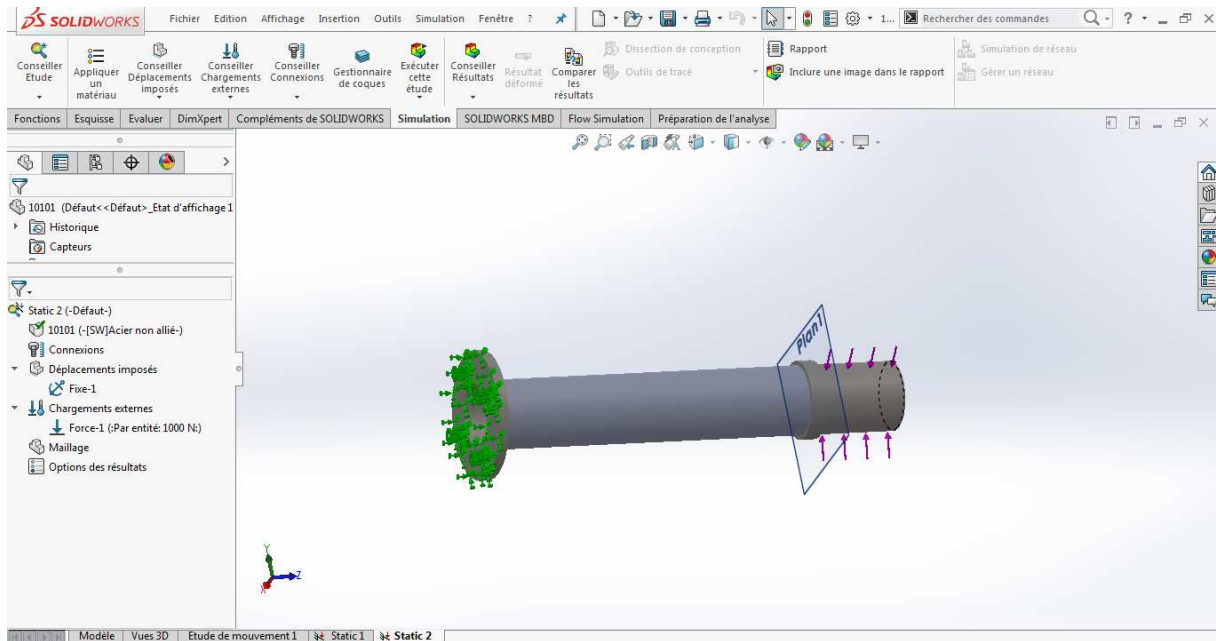 SOLIDWORKS Fichier Edition Affichage Insertion Outils Simulation Fenêtre ? 1... Rechercher des commandes ?
Conseiller Etude
Appliquer un matériau
Conseiller Déplacements imposés
Conseiller Chargements externes
Conseiller Connexions
Gestionnaire de coques
Exécuter cette étude
Conseiller Résultats
Résultat déformé
Comparer les résultats
Dissection de conception
Outils de tracé
Rapport
Inclure une image dans le rapport
Simulation de réseau
Gérer un réseau
Fonctions Esquisse Evaluer DimXpert Compléments de SOLIDWORKS Simulation SOLIDWORKS MBD Flow Simulation Préparation de l'analyse
10101 (Défaut<<Défaut>_Etat d'affichage 1
Historique
Capteurs
Static 2 (-Défaut-)
10101 (-[SW]Acier non allié-)
Connexions
Déplacements imposés
Fixe-1
Chargements externes
Force-1 (:Par entité: 1000 N:)
Maillage
Options des résultats
Plan1
Y
Z
X
Modèle Vues 3D Etude de mouvement 1 Static 1 Static 2